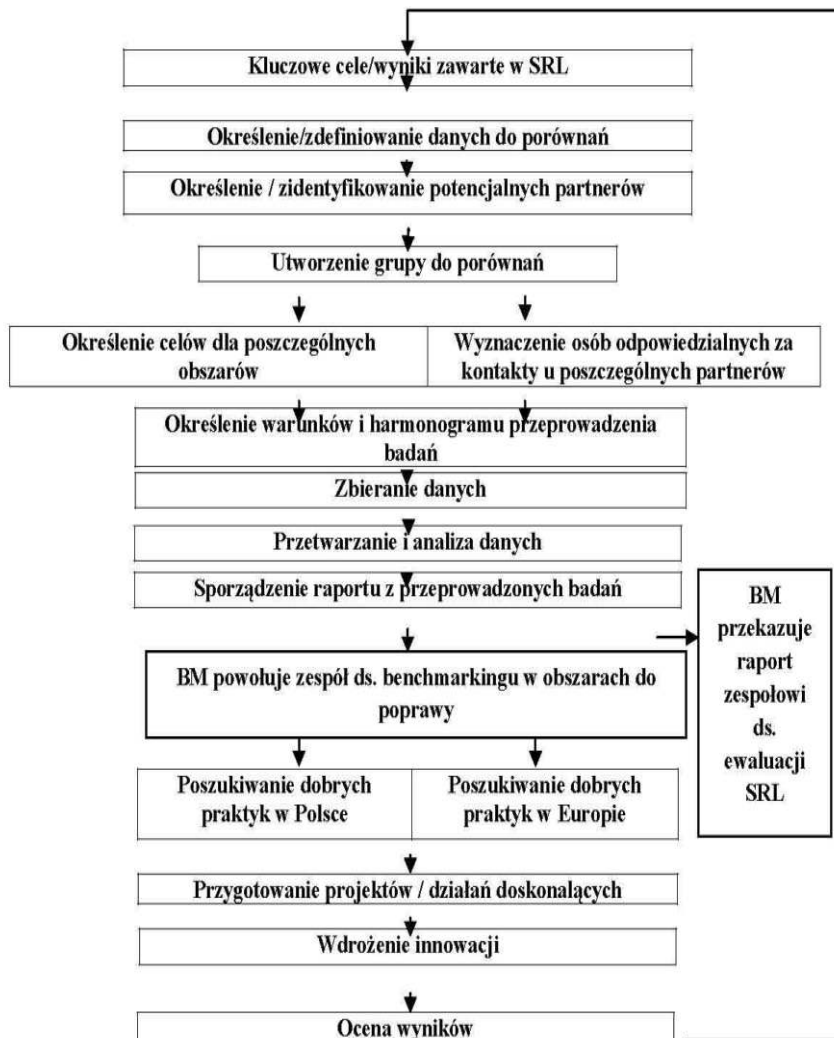 Kluczowe cele/wyniki zawarte w SRL
Określenie/zdefiniowanie danych do porównań
Określenie / zidentyfikowanie potencjalnych partnerów
Utworzenie grupy do porównań
Określenie celów dla poszczególnych
obszarów
Wyznaczenie osób odpowiedzialnych za
kontakty u poszczególnych partnerów
Określenie warunków i harmonogramu przeprowadzenia
badań
Zbieranie danych
Przetwarzanie i analiza danych
Sporządzenie raportu z przeprowadzonych badań
BM
przekazuje
raport
zespołowi
ds.
ewaluacji
SRL
BM powołuje zespół ds. benchmarkingu w obszarach do
poprawy
Poszukiwanie dobrych
praktyk w Polsce
Poszukiwanie dobrych
praktyk w Europie
Przygotowanie projektów / działań doskonalących
Wdrożenie innowacji
Ocena wyników